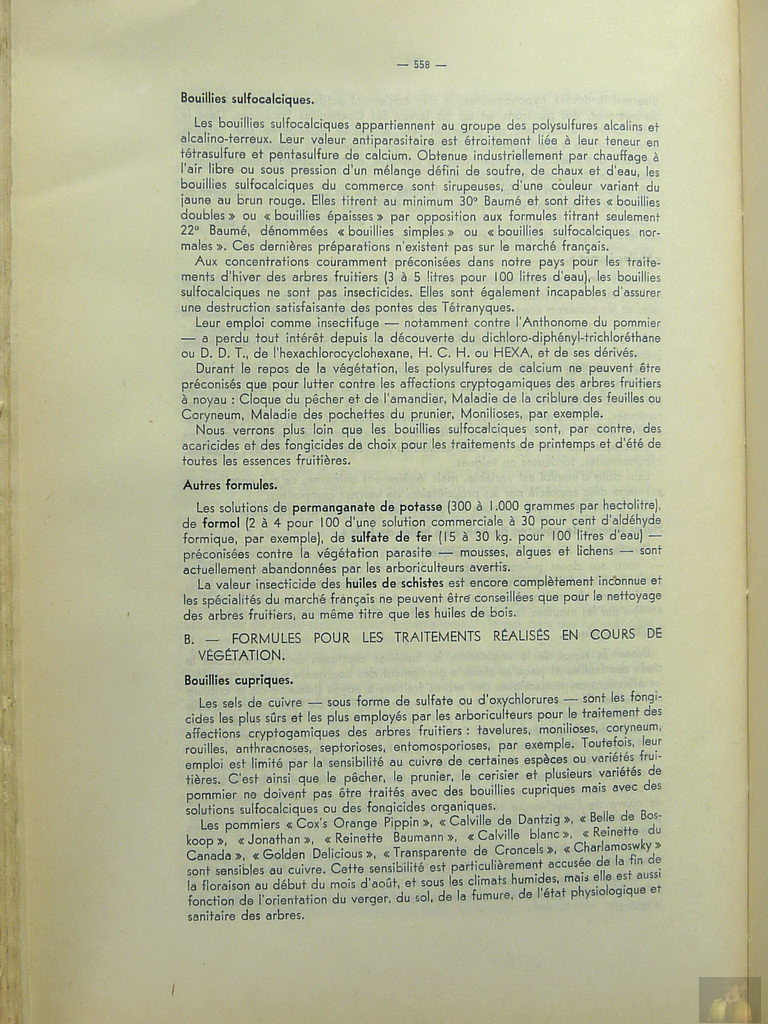 — 558 —
Bouillies sulfocalciques.
Les bouillies sulfocalciques appartiennent au groupe des polysulfures alcalins et
alcalino-terreux. Leur valeur antiparasitaire est étroitement liée à leur teneur en
tétrasulfure et pentasulfure de calcium. Obtenue industriellement par chauffage à
l'air libre ou sous pression d'un mélange défini de soufre, de chaux et d'eau, les
bouillies sulfocalciques du commerce sont sirupeuses, d'une couleur variant du
jaune au brun rouge. Elles titrent au minimum 30° Baumé et sont dites « bouillies
doubles » ou « bouillies épaisses » par opposition aux formules titrant seulement
22° Baumé, dénommées « bouillies simples » ou « bouillies sulfocalciques nor-
males ». Ces dernières préparations n'existent pas sur le marché français.
Aux concentrations couramment préconisées dans notre pays pour les traite-
ments d'hiver des arbres fruitiers (3 à 5 litres pour 100 litres d'eau), les bouillies
sulfocalciques ne sont pas insecticides. Elles sont également incapables d'assurer
une destruction satisfaisante des pontes des Tétranyques.
Leur emploi comme insectifuge — notamment contre l'Anthonome du pommier
— a perdu tout intérêt depuis la découverte du dichloro-diphényl-trichloréthane
ou D. D. T., de l'hexachlorocyclohexane, H. C. H. ou HEXA, et de ses dérivés.
Durant le repos de la végétation, les polysulfures de calcium ne peuvent être
préconisés que pour lutter contre les affections cryptogamiques des arbres fruitiers
à noyau : Cloque du pêcher et de l'amandier, Maladie de la criblure des feuilles ou
Coryneum, Maladie des pochettes du prunier, Monilioses, par exemple.
Nous verrons plus loin que les bouillies sulfocalciques sont, par contre, des
acaricides et des fongicides de choix pour les traitements de printemps et d'été de
toutes les essences fruitières.
Autres formules.
Les solutions de permanganate de potasse (300 à 1.000 grammes par hectolitre),
de formol (2 à 4 pour 100 d'une solution commerciale à 30 pour cent d'aldéhyde
formique, par exemple), de sulfate de fer (15 à 30 kg. pour 100 litres d'eau) —
préconisées contre la végétation parasite — mousses, algues et lichens — sont
actuellement abandonnées par les arboriculteurs avertis.
La valeur insecticide des huiles de schistes est encore complètement inconnue et
les spécialités du marché français ne peuvent être conseillées que pour le nettoyage
des arbres fruitiers, au même titre que les huiles de bois.
B. — FORMULES POUR LES TRAITEMENTS RÉALISÉS EN COURS DE
VÉGÉTATION.
Bouillies cupriques.
Les sels de cuivre — sous forme de sulfate ou d'oxychlorures — sont les fongi-
cides les plus sûrs et les plus employés par les arboriculteurs pour le traitement des
affections cryptogamiques des arbres fruitiers : tavelures, monilioses, coryneum,
rouilles, anthracnoses, septorioses, entomosporioses, par exemple. Toutefois, leur
emploi est limité par la sensibilité au cuivre de certaines espèces ou variétés frui-
tières. C'est ainsi que le pêcher, le prunier, le cerisier et plusieurs variétés de
pommier ne doivent pas être traités avec des bouillies cupriques mais avec des
solutions sulfocalciques ou des fongicides organiques.
Les pommiers « Cox's Orange Pippin », « Calville de Dantzig », « Belle de Bos-
koop », « Jonathan », « Reinette Baumann », « Calville blanc », « Reinette du
Canada », « Golden Delicious », « Transparente de Croncels », « Charlamoswky »
sont sensibles au cuivre. Cette sensibilité est particulièrement accusée de la fin de
la floraison au début du mois d'août, et sous les climats humides, mais elle est aussi
fonction de l'orientation du verger, du sol, de la fumure, de l'état physiologique et
sanitaire des arbres.